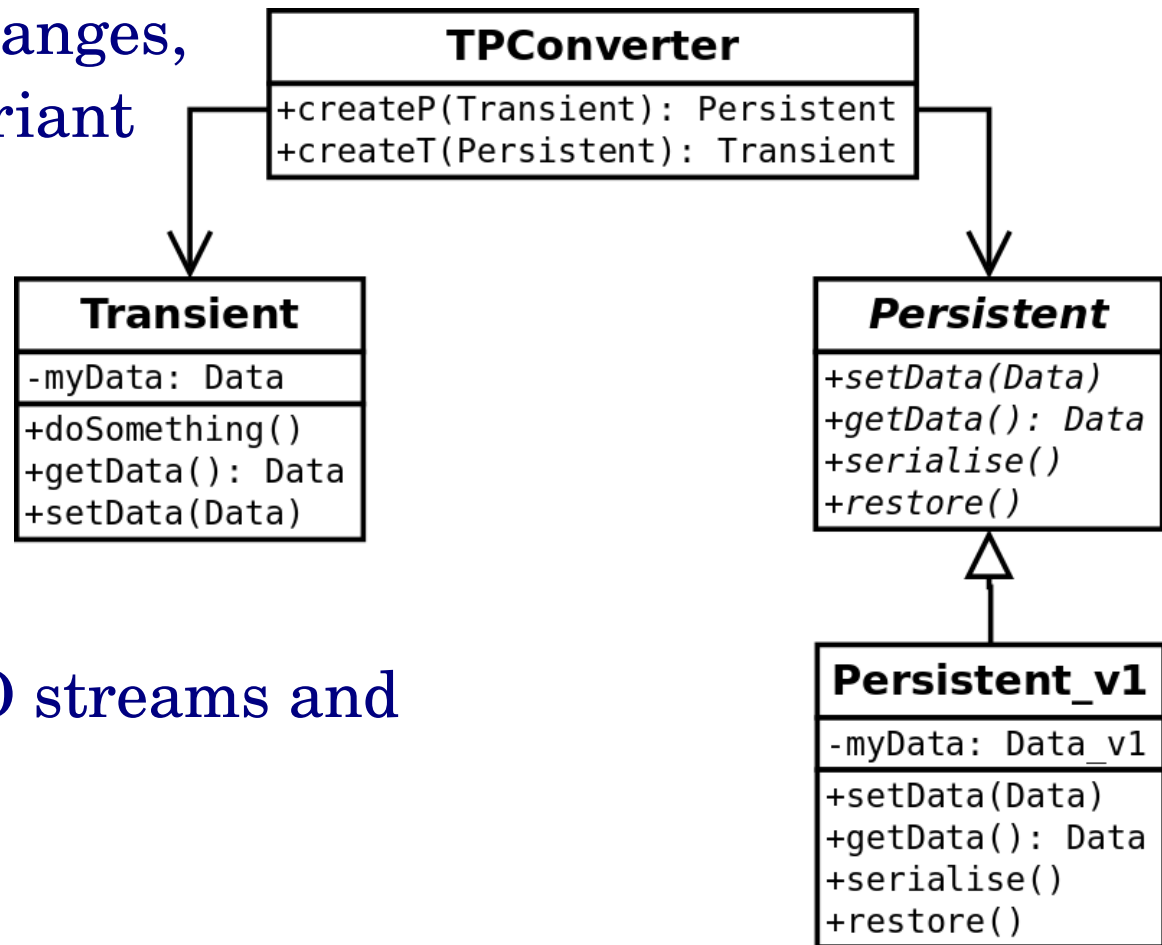 anges,
riant
TPConverter
+createP(Transient): Persistent
+createT(Persistent): Transient
Transient
-myData: Data
+doSomething()
+getData(): Data
+setData(Data)
Persistent
+setData(Data)
+getData(): Data
+serialise()
+restore()
streams and
Persistent_v1
-myData: Data_v1
+setData(Data)
+getData(): Data
+serialise()
+restore()